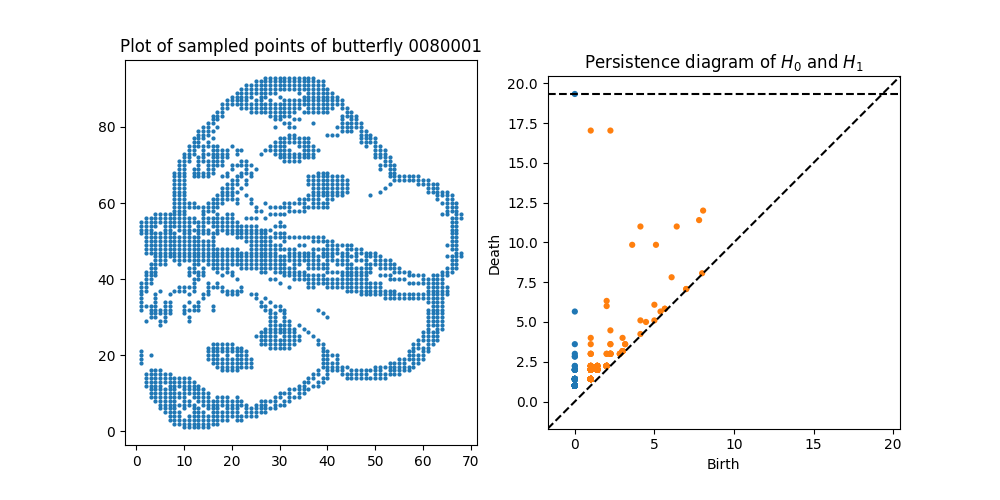 Plot of sampled points of butterfly 0080001
80
60
40
20
0
0 10 20 30 40 50 60 70
Persistence diagram of H₀ and H₁
20.0
17.5
15.0
12.5
10.0
7.5
5.0
2.5
0.0
Death
0 5 10 15 20
Birth